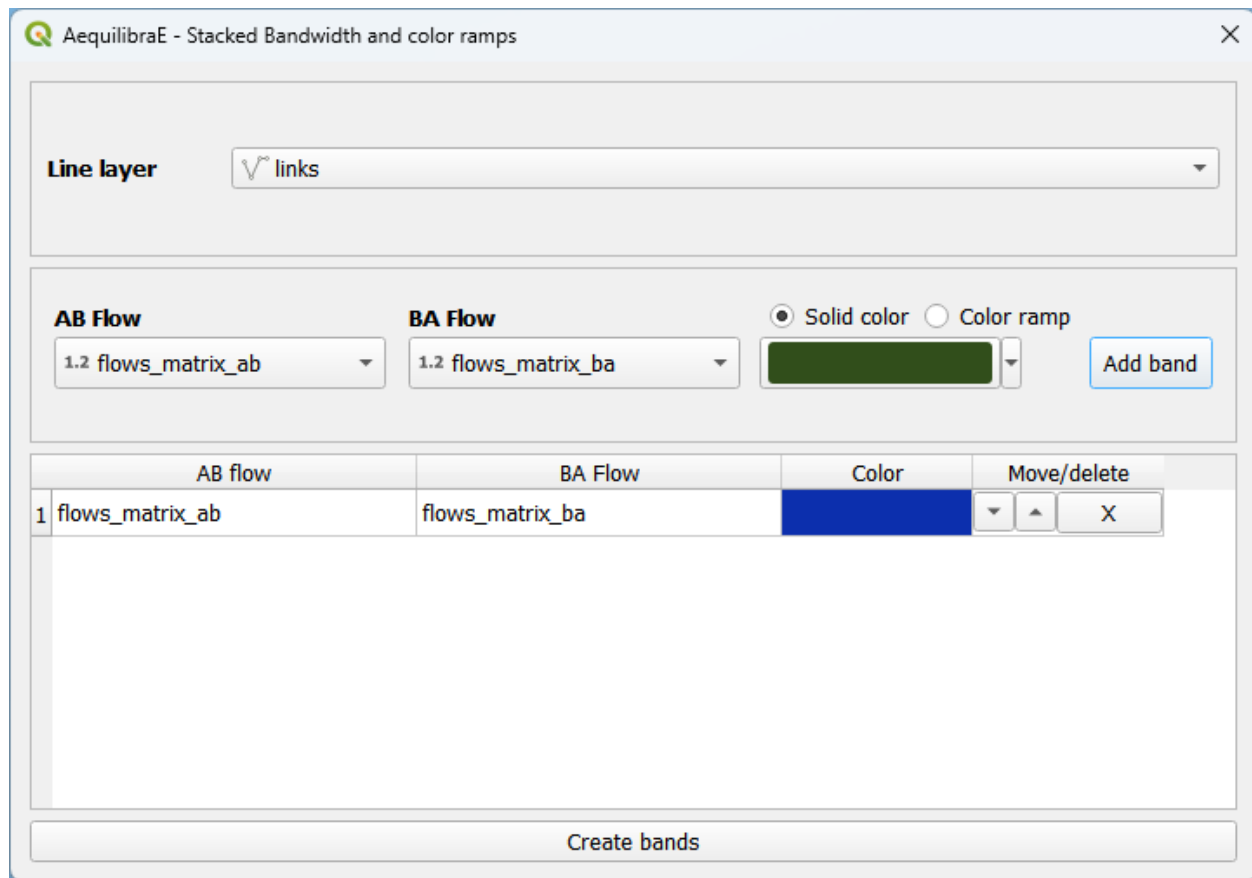 AequilibraE - Stacked Bandwidth and color ramps
Line layer links
AB Flow BA Flow Solid color Color ramp
1.2 flows_matrix_ab 1.2 flows_matrix_ba Add band
AB flow BA Flow Color Move/delete
1 flows_matrix_ab flows_matrix_ba X
Create bands